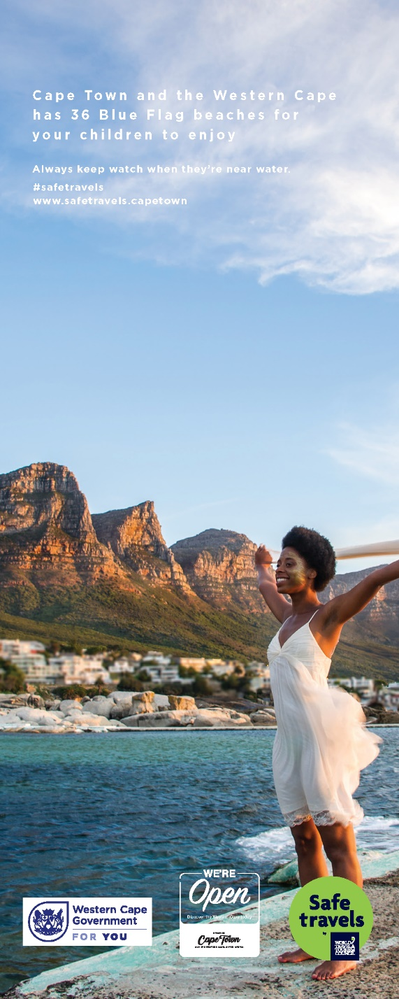 Cape Town and the Western Cape
has 36 Blue Flag beaches for
your children to enjoy
Always keep watch when they're near water.
#safetravels
www.safetravels.capetown
Western Cape
Government
FOR YOU
WE'RE
Open
Discover the Western Cape today
Cape Town
Safe
travels
by
WORLD
TRAVEL &
TOURISM
COUNCIL